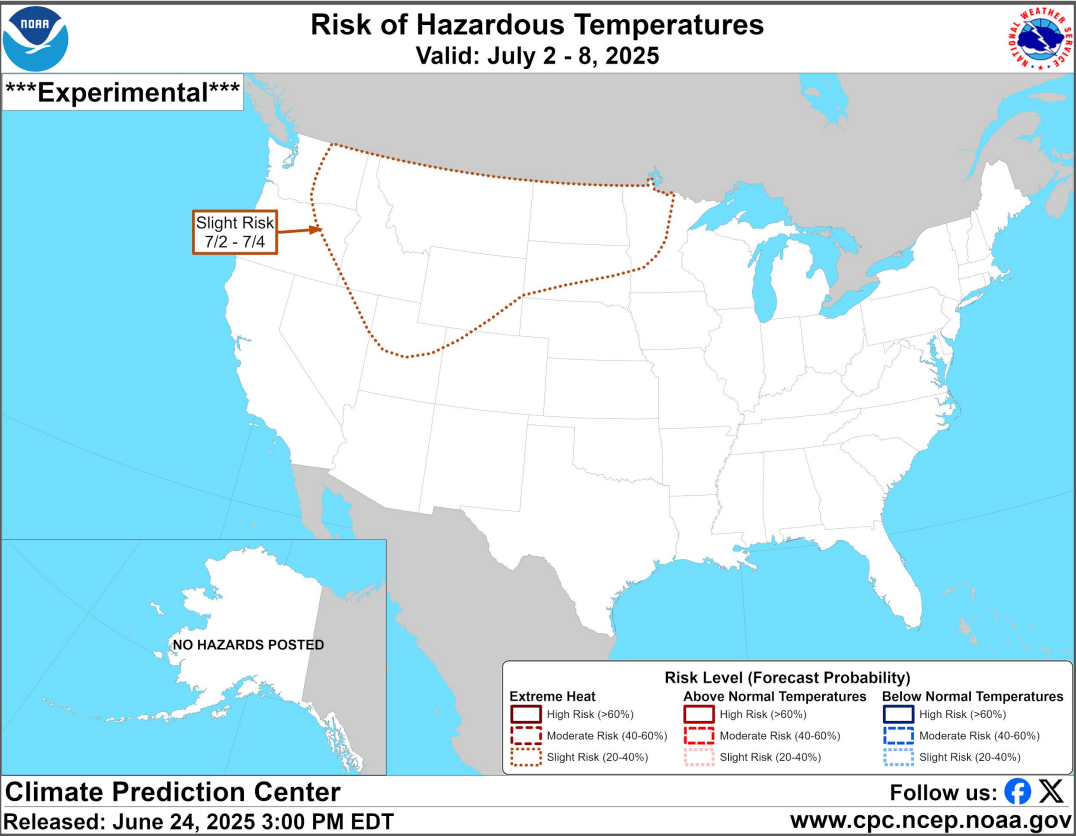 NOAA
Risk of Hazardous Temperatures
Valid: July 2 - 8, 2025
NATIONAL WEATHER SERVICE
***Experimental***
Slight Risk
7/2 - 7/4
NO HAZARDS POSTED
Risk Level (Forecast Probability)
Extreme Heat
High Risk (>60%)
Moderate Risk (40-60%)
Slight Risk (20-40%)
Above Normal Temperatures
High Risk (>60%)
Moderate Risk (40-60%)
Slight Risk (20-40%)
Below Normal Temperatures
High Risk (>60%)
Moderate Risk (40-60%)
Slight Risk (20-40%)
Climate Prediction Center
Follow us:
Released: June 24, 2025 3:00 PM EDT
www.cpc.ncep.noaa.gov